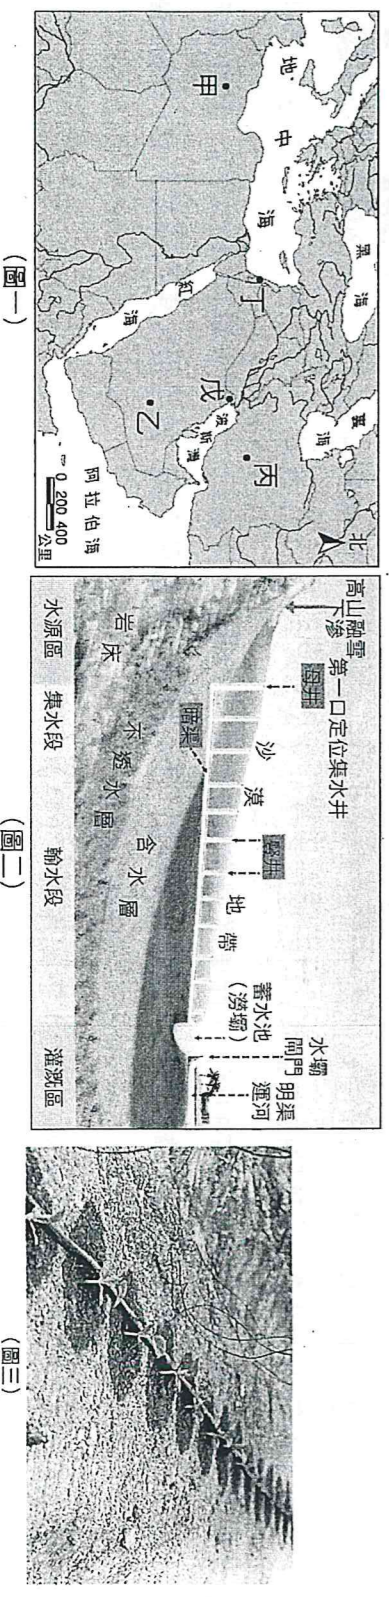 黑海
裏海
地中海
甲
丁
戊
丙
波斯灣
紅海
乙
阿拉伯海
北
0 200 400
公里
(圖一)
高山融雪
下滲
第一口定位集水井
母井
沙漠地帶
豎井
暗渠
蓄水池
(澇壩)
水壩
閘門
明渠
運河
岩床
不透水層
含水層
水源區
集水段
輸水段
灌溉區
(圖二)
(圖三)